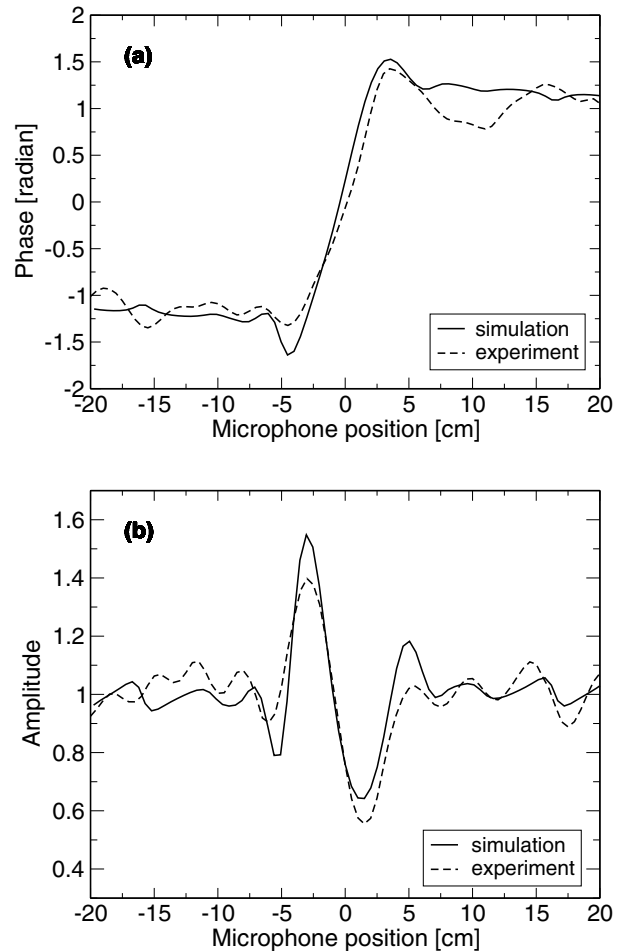 2
1.5
1
0.5
0
-0.5
-1
-1.5
-2
Phase [radian]
(a)
simulation
experiment
-20 -15 -10 -5 0 5 10 15 20
Microphone position [cm]
1.6
1.4
1.2
1
0.8
0.6
0.4
Amplitude
(b)
simulation
experiment
-20 -15 -10 -5 0 5 10 15 20
Microphone position [cm]